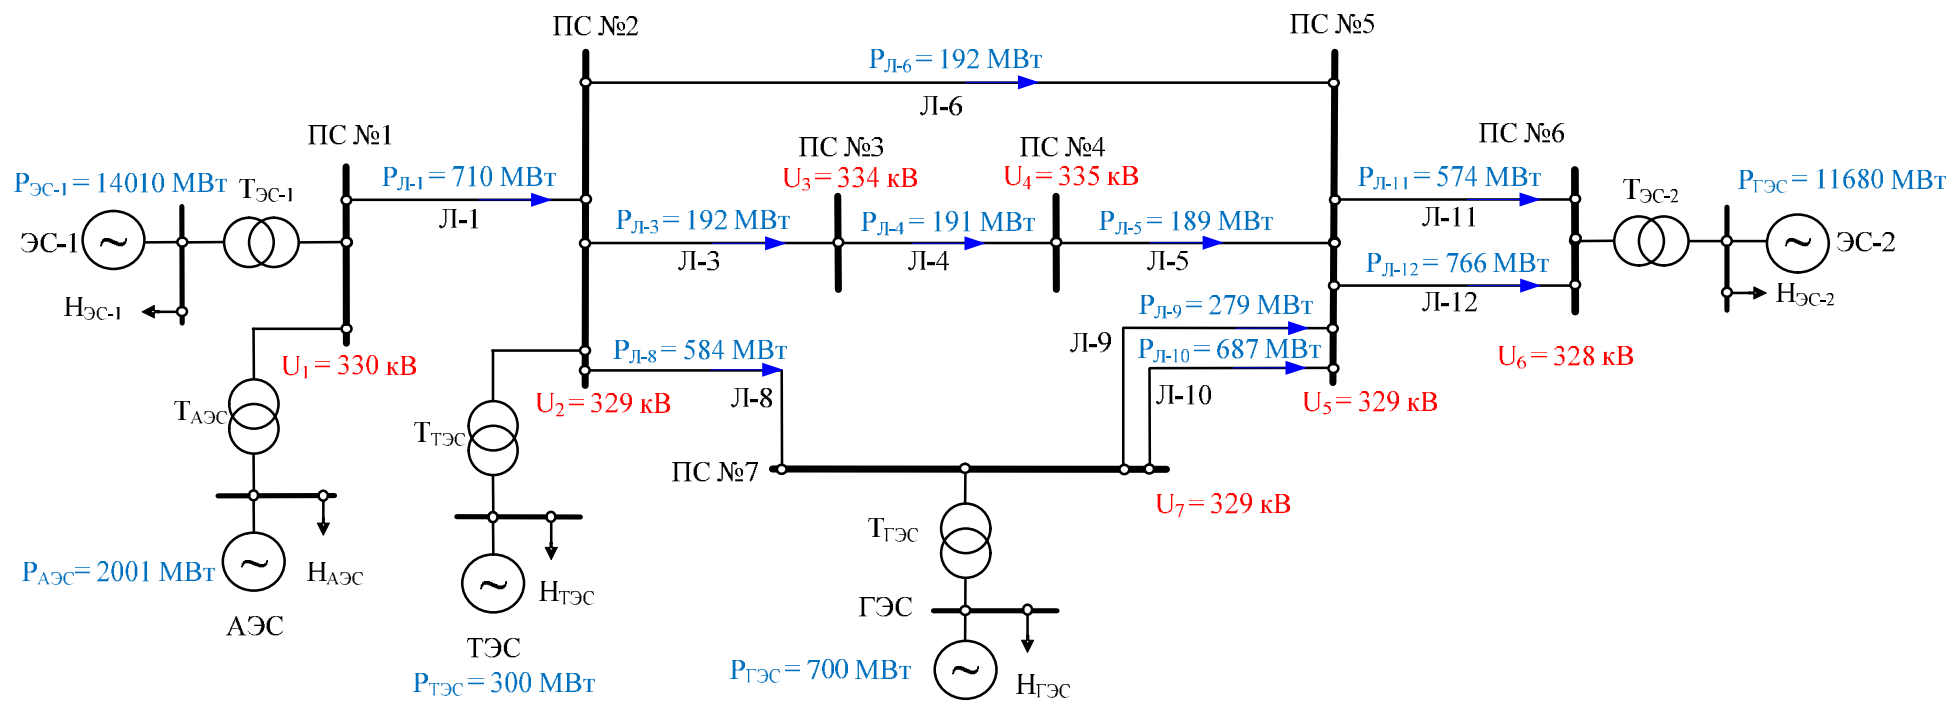 ПС №2
ПС №5
P Л-6 = 192 МВт
Л-6
ПС №1
ПС №3
ПС №4
ПС №6
U3 = 334 кВ
U4 = 335 кВ
PЭС-1 = 14010 МВт
TЭС-1
PЛ-1 = 710 МВт
Л-1
PЛ-11 = 574 МВт
Л-11
TЭС-2
PГЭС = 11680 МВт
ЭС-1
~
PЛ-3 = 192 МВт
Л-3
PЛ-4 = 191 МВт
Л-4
PЛ-5 = 189 МВт
Л-5
~
ЭС-2
PЛ-12 = 766 МВт
Л-12
HЭС-1
HЭС-2
PЛ-9 = 279 МВт
Л-9
U1 = 330 кВ
PЛ-8 = 584 МВт
Л-8
PЛ-10 = 687 МВт
Л-10
U6 = 328 кВ
U2 = 329 кВ
U5 = 329 кВ
TАЭС
TТЭС
ПС №7
U7 = 329 кВ
TГЭС
PАЭС = 2001 МВт
~
HАЭС
АЭС
~
HТЭС
ТЭС
PТЭС = 300 МВт
ГЭС
PГЭС = 700 МВт
~
HГЭС